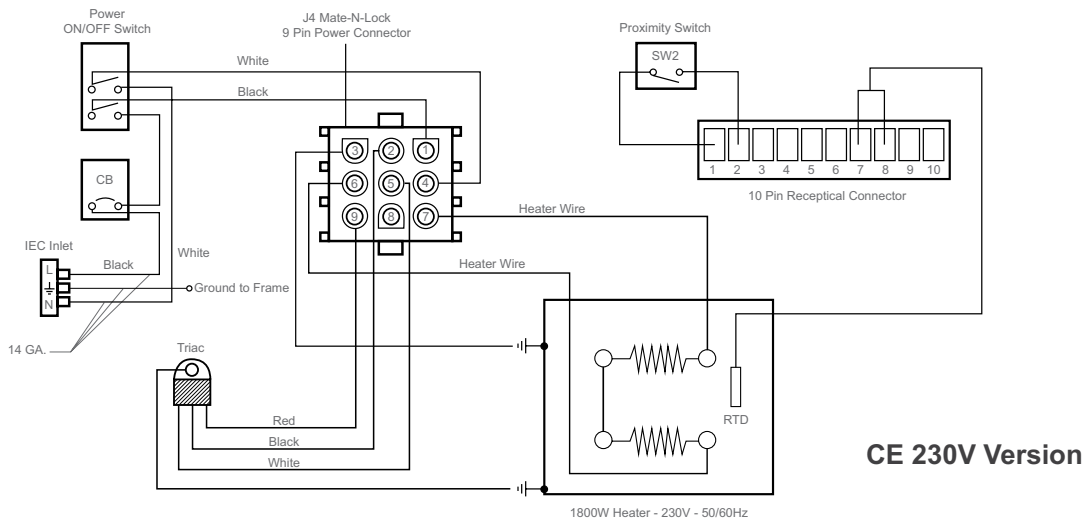 Power
ON/OFF Switch
J4 Mate-N-Lock
9 Pin Power Connector
Proximity Switch
SW2
White
Black
3 2 1
6 5 4
9 8 7
1 2 3 4 5 6 7 8 9 10
10 Pin Receptical Connector
CB
Heater Wire
IEC Inlet
L
N
Black
White
Heater Wire
Ground to Frame
14 GA.
Triac
Red
Black
White
RTD
CE 230V Version
1800W Heater - 230V - 50/60Hz